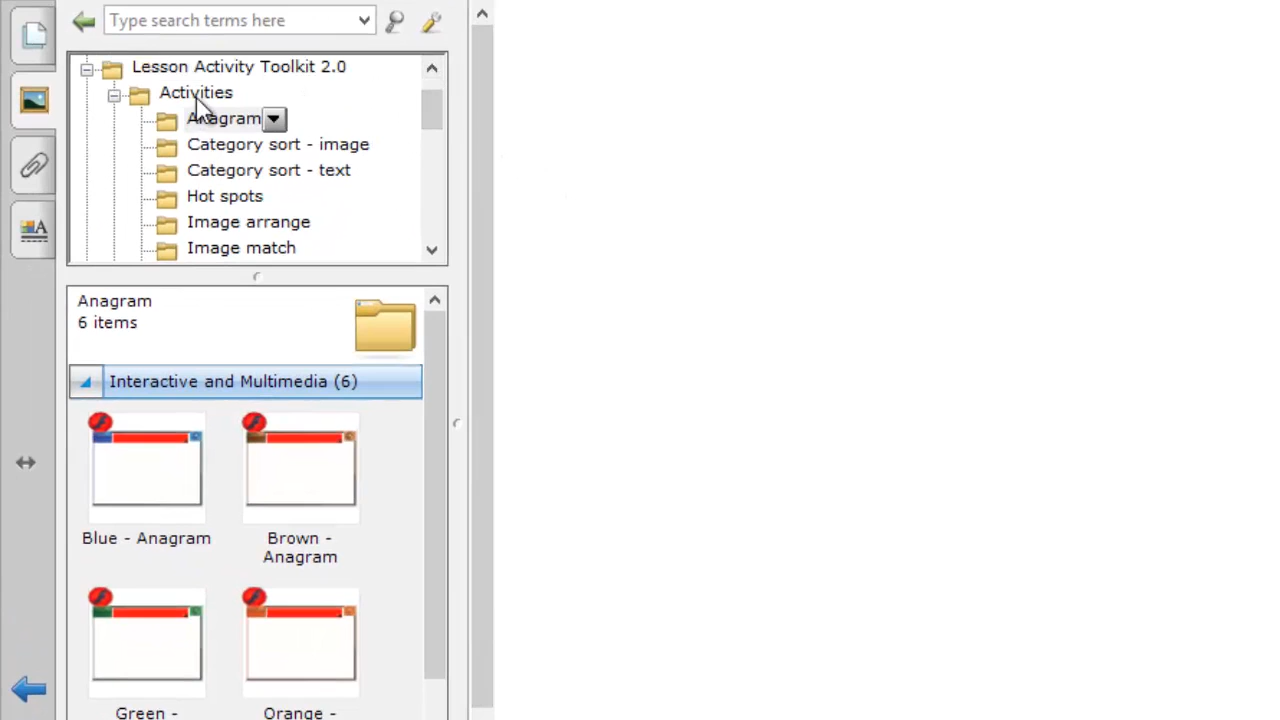 Type search terms here
Lesson Activity Toolkit 2.0
Activities
Anagram
Category sort - image
Category sort - text
Hot spots
Image arrange
Image match
Anagram
6 items
Interactive and Multimedia (6)
Blue - Anagram
Brown -
Anagram
Green -
Orange -